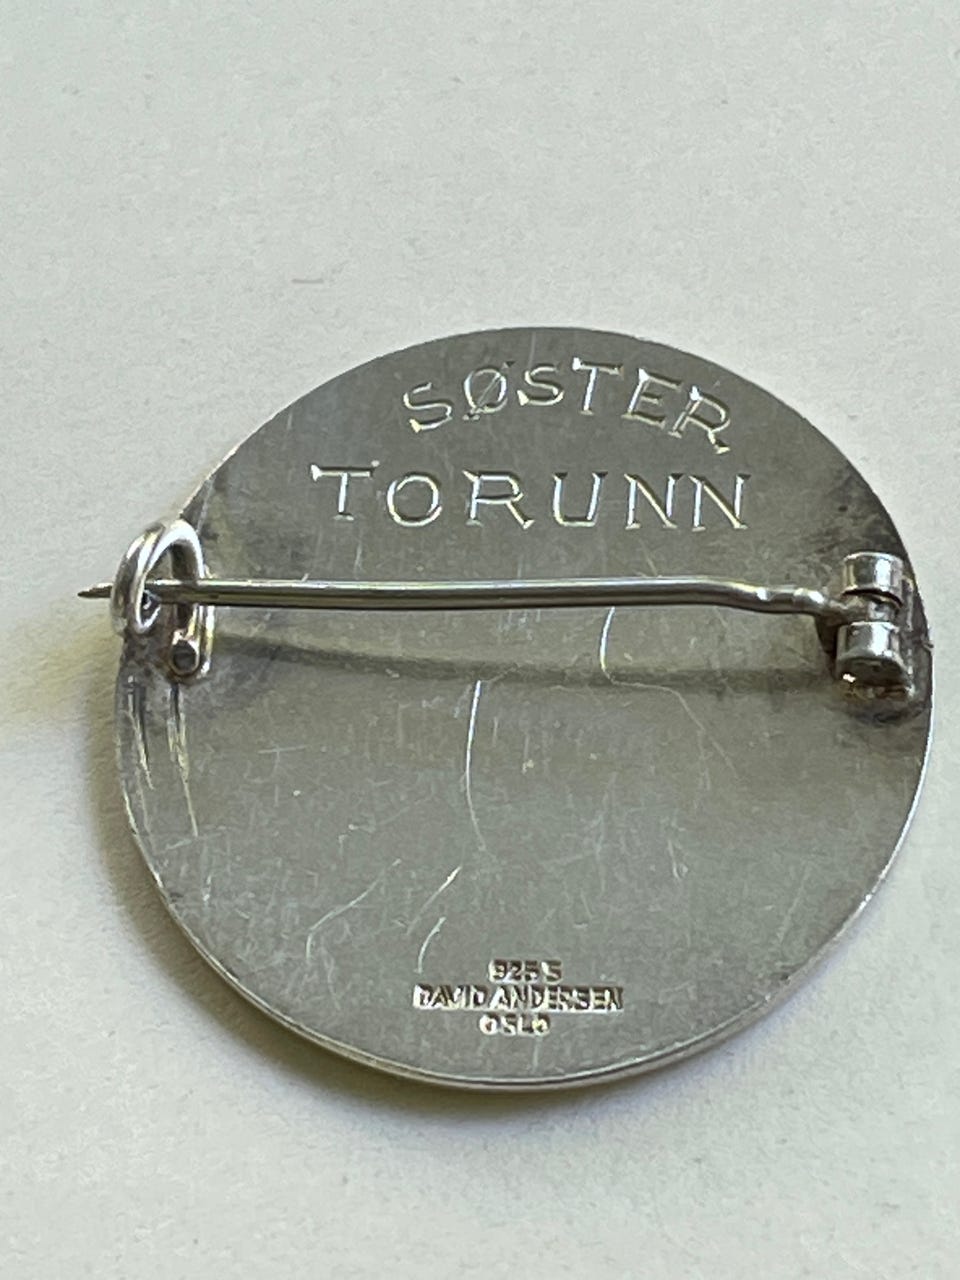 SØSTER
TORUNN
925 S
DAVID-ANDERSEN
OSLO